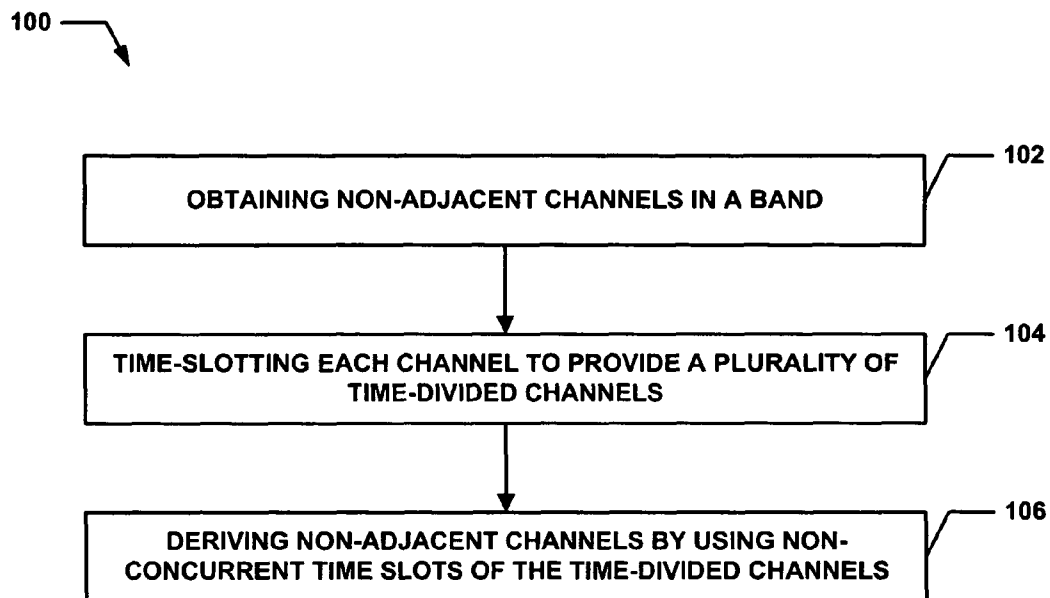 100
102
OBTAINING NON-ADJACENT CHANNELS IN A BAND
104
TIME-SLOTTING EACH CHANNEL TO PROVIDE A PLURALITY OF
TIME-DIVIDED CHANNELS
106
DERIVING NON-ADJACENT CHANNELS BY USING NON-
CONCURRENT TIME SLOTS OF THE TIME-DIVIDED CHANNELS